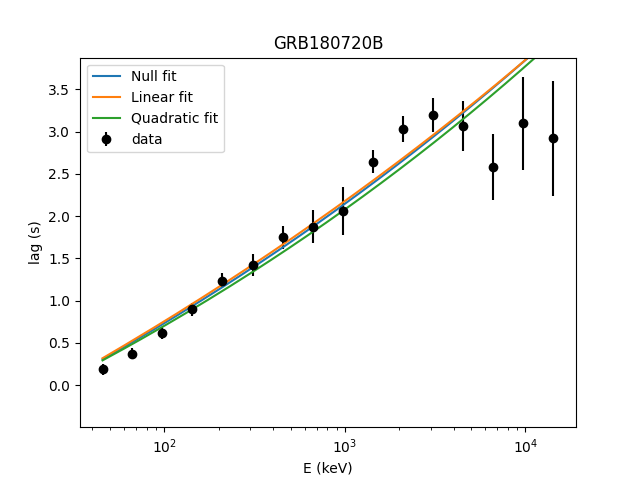 GRB180720B
Null fit
Linear fit
Quadratic fit
data
lag (s)
3.5
3.0
2.5
2.0
1.5
1.0
0.5
0.0
10² 10³ 10⁴
E (keV)